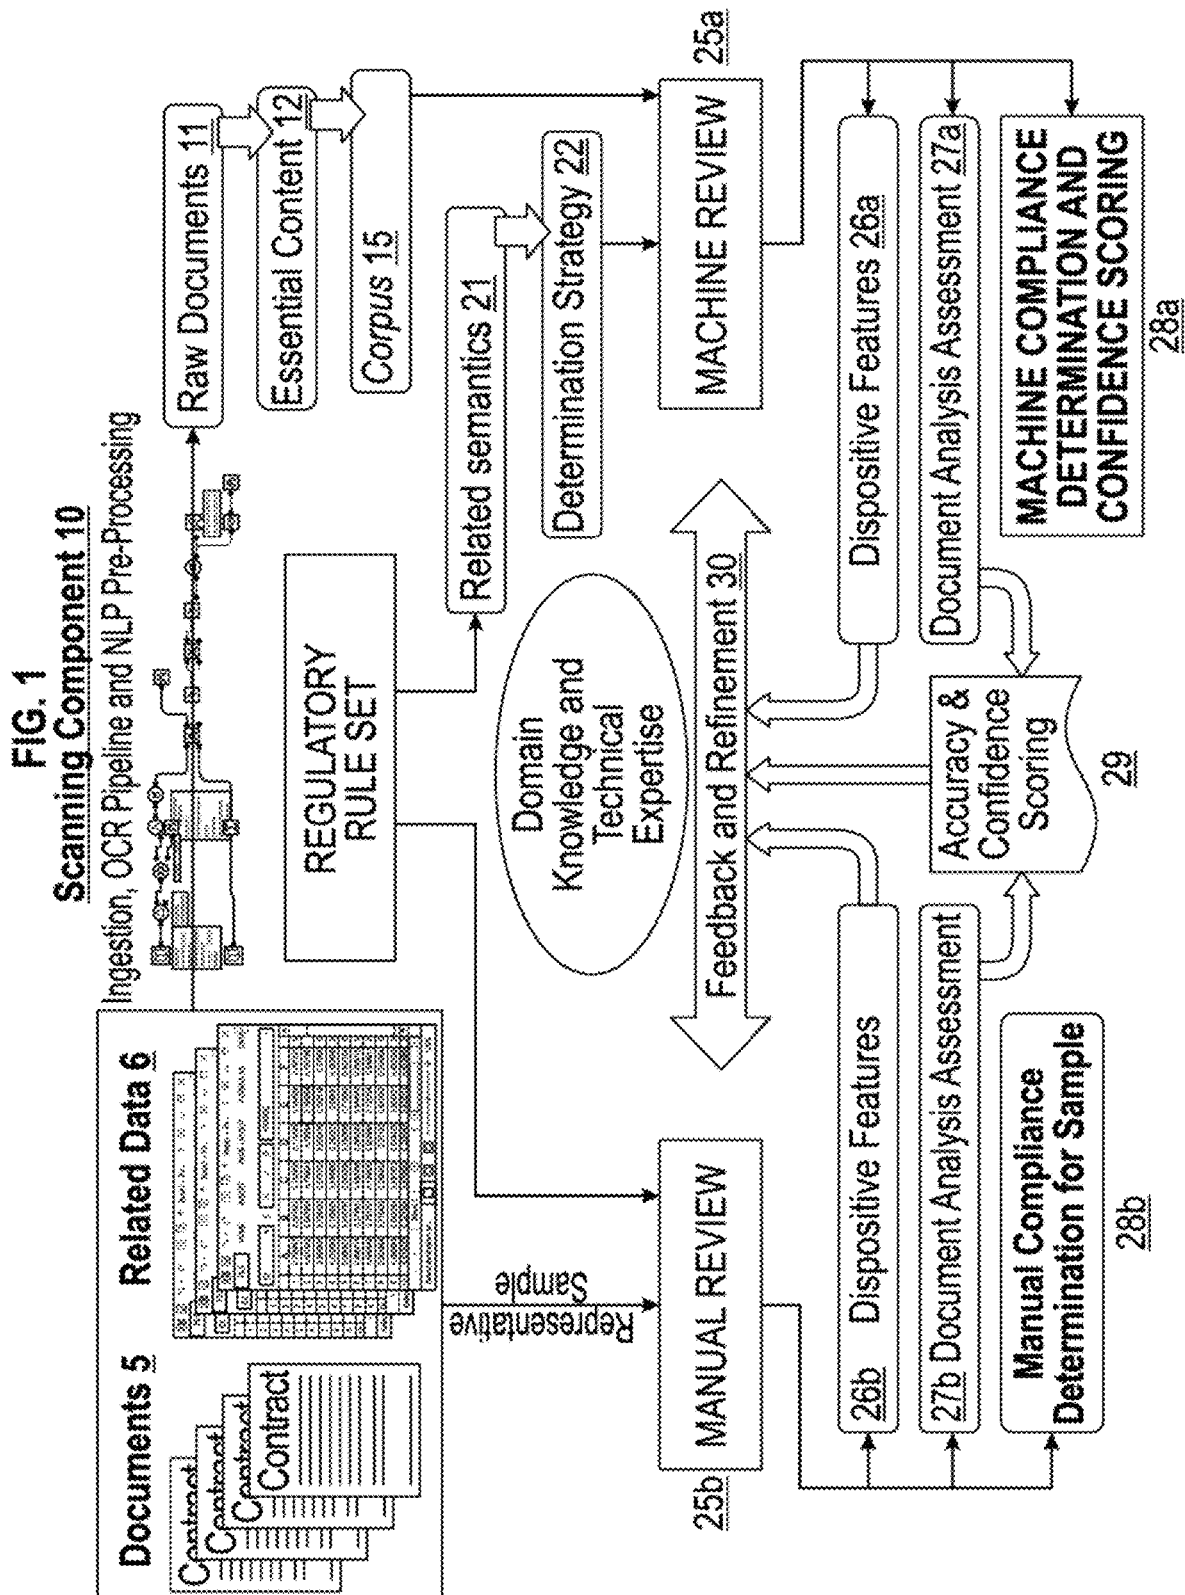 FIG. 1
Scanning Component 10
Ingestion, OCR Pipeline and NLP Pre-Processing
Documents 5
Related Data 6
Contract
Contract
Contract
Contract
Raw Documents 11
Essential Content 12
Corpus 15
REGULATORY
RULE SET
Related semantics 21
Determination Strategy 22
Representative
Sample
Domain
Knowledge and
Technical
Expertise
25b
MANUAL REVIEW
Feedback and Refinement 30
MACHINE REVIEW
25a
26b Dispositive Features
Dispositive Features 26a
27b Document Analysis Assessment
Document Analysis Assessment 27a
Accuracy &
Confidence
Scoring
29
Manual Compliance
Determination for Sample
28b
MACHINE COMPLIANCE
DETERMINATION AND
CONFIDENCE SCORING
28a